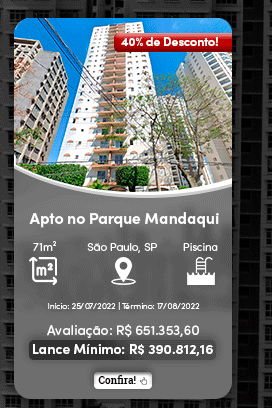 40% de Desconto!
Apto no Parque Mandaqui
71m² São Paulo, SP Piscina
m²
Início: 25/07/2022 | Término: 17/08/2022
Avaliação: R$ 651.353,60
Lance Mínimo: R$ 390.812,16
Confira!